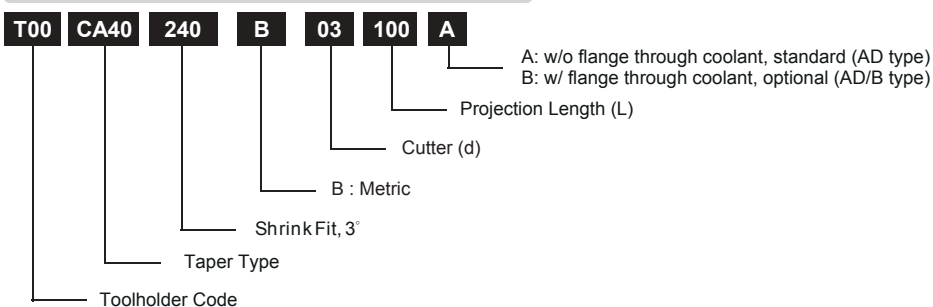 T00 CA40 240 B 03 100 A
A: w/o flange through coolant, standard (AD type)
B: w/ flange through coolant, optional (AD/B type)
Projection Length (L)
Cutter (d)
B : Metric
Shrink Fit, 3°
Taper Type
Toolholder Code